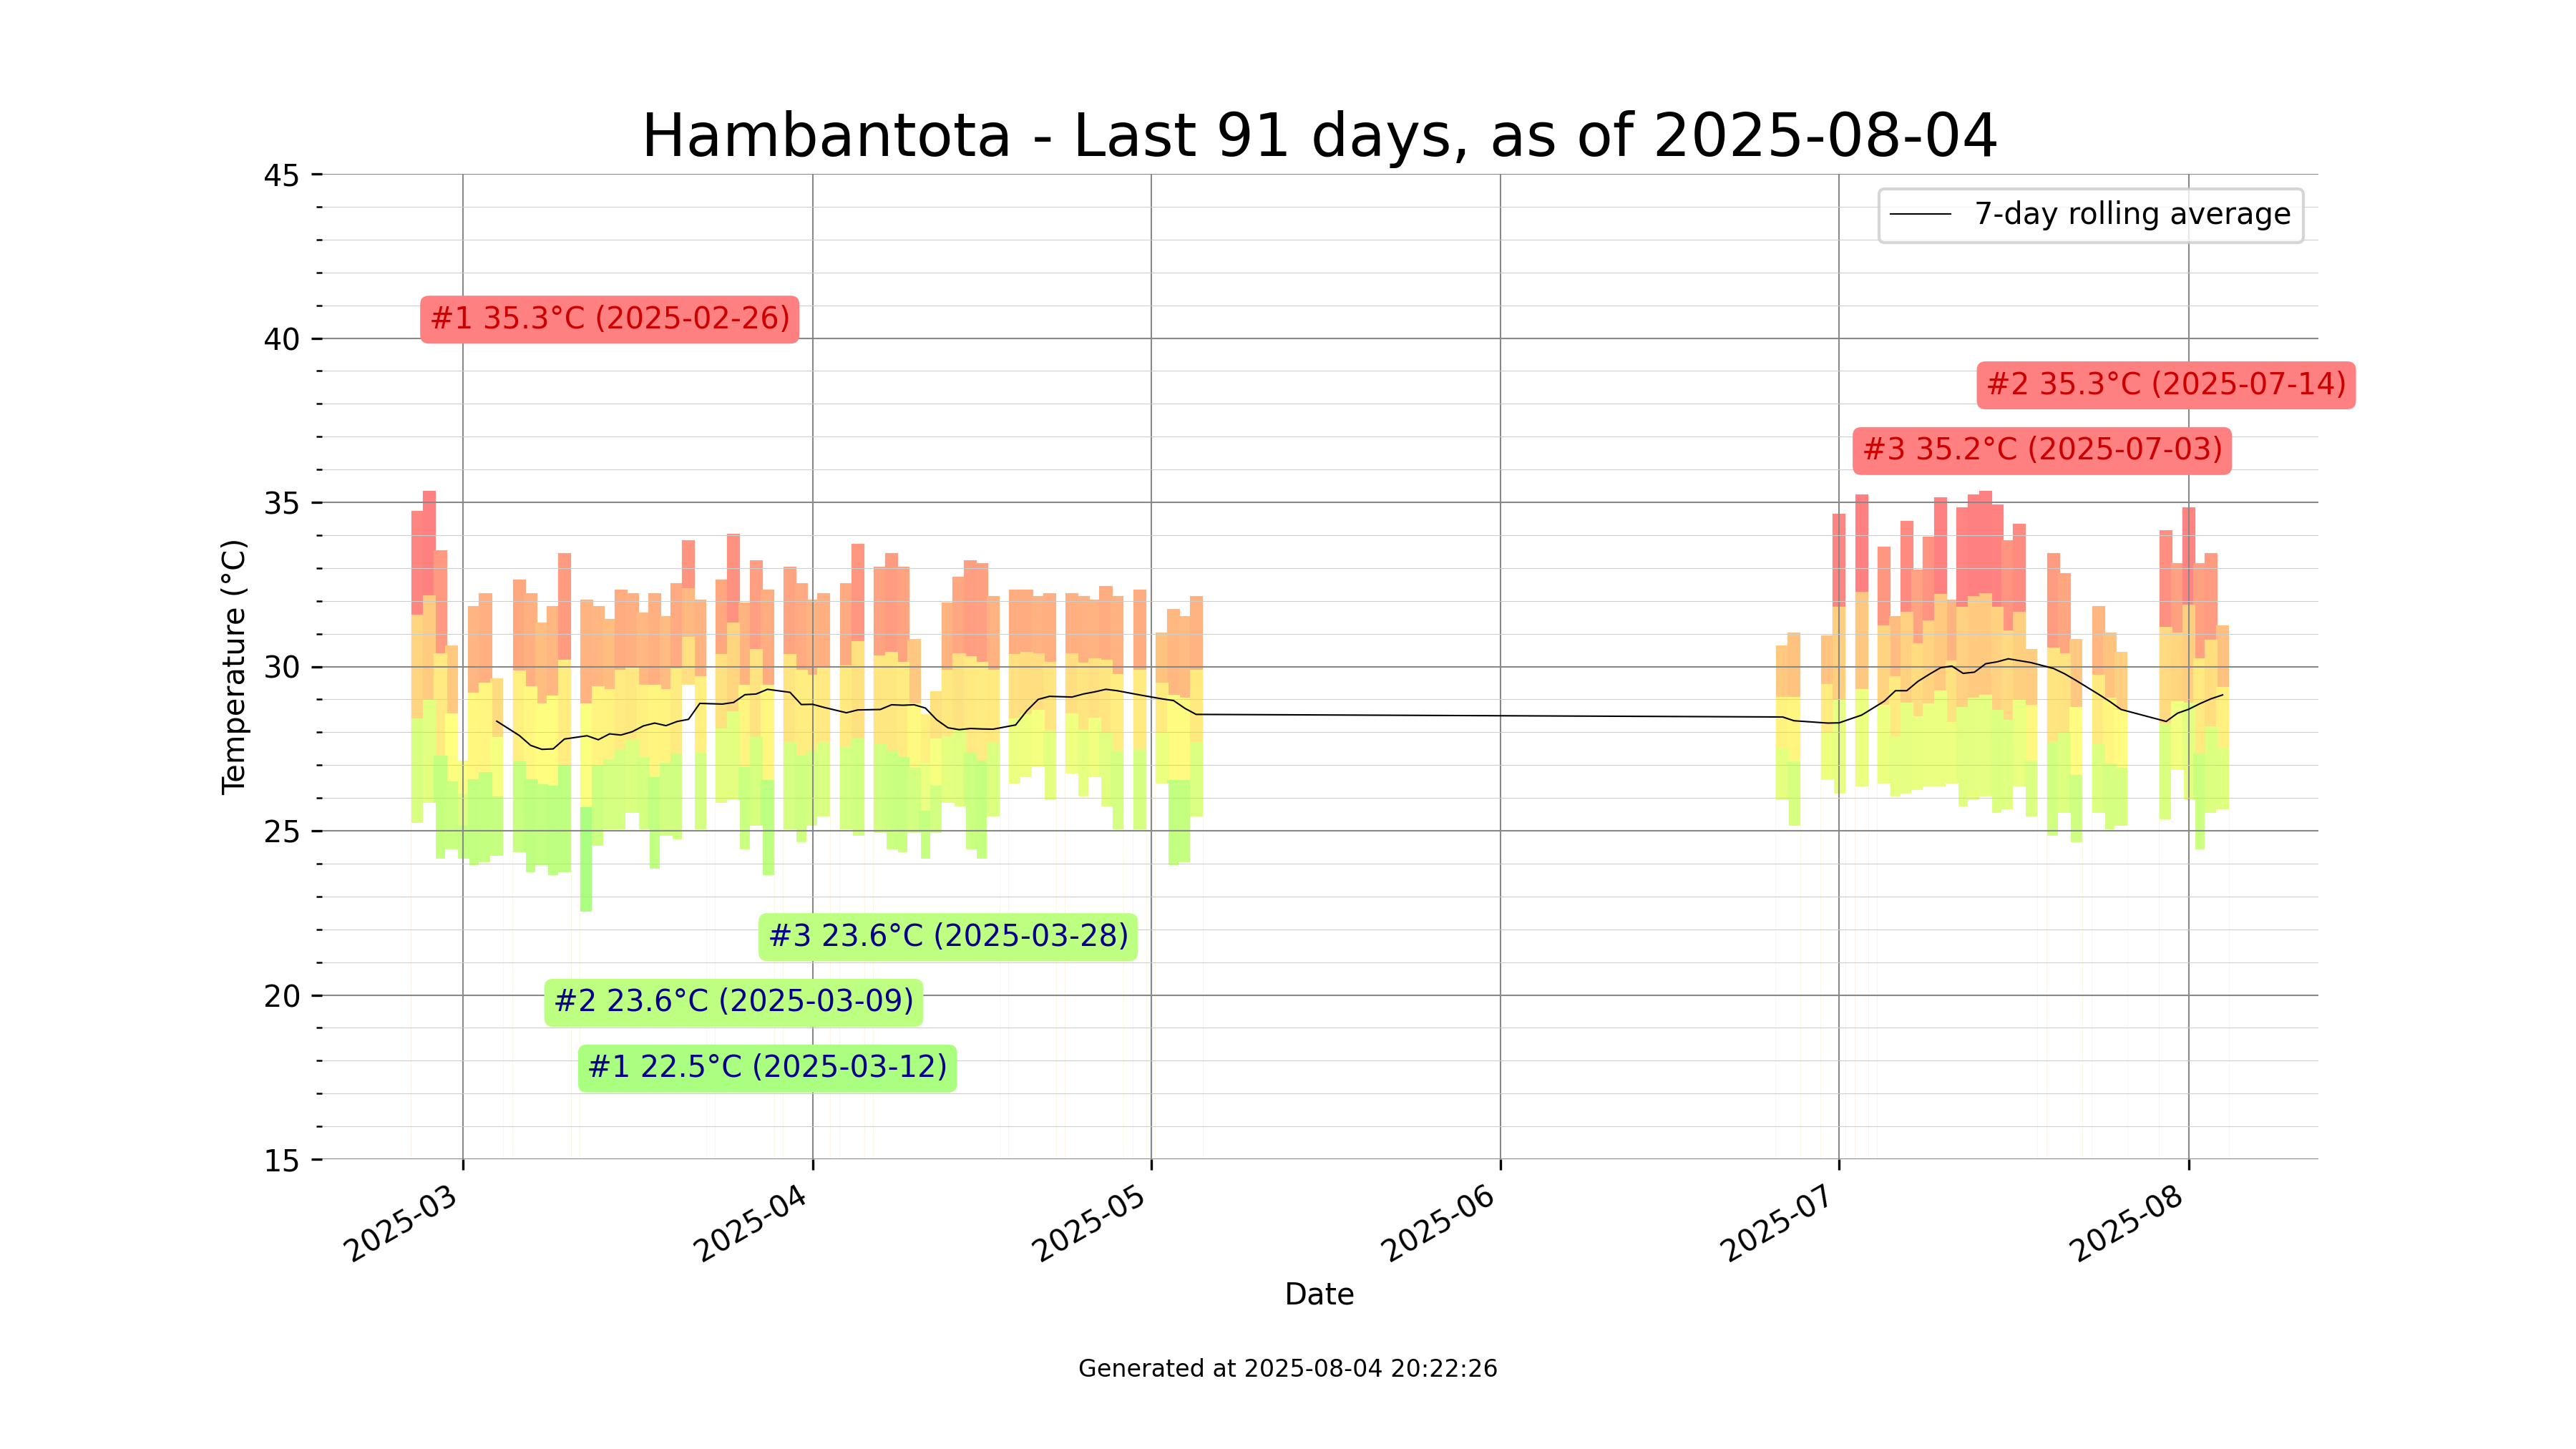 Hambantota - Last 91 days, as of 2025-08-04
45
7-day rolling average
#1 35.3°C (2025-02-26)
40
#2 35.3°C (2025-07-14)
#3 35.2°C (2025-07-03)
35
Temperature (°C)
30
25
#3 23.6°C (2025-03-28)
20
#2 23.6°C (2025-03-09)
#1 22.5°C (2025-03-12)
15
2025-03
2025-04
2025-05
2025-06
2025-07
2025-08
Date
Generated at 2025-08-04 20:22:26